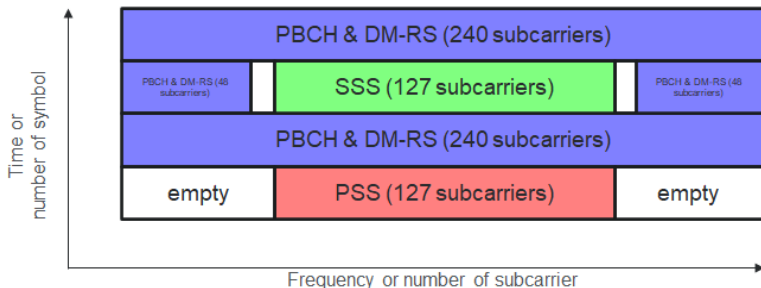 PBCH & DM-RS (240 subcarriers)
PBCH & DM-RS (48
subcarriers)
SSS (127 subcarriers)
PBCH & DM-RS (48
subcarriers)
PBCH & DM-RS (240 subcarriers)
empty
PSS (127 subcarriers)
empty
Time or
number of symbol
Frequency or number of subcarrier